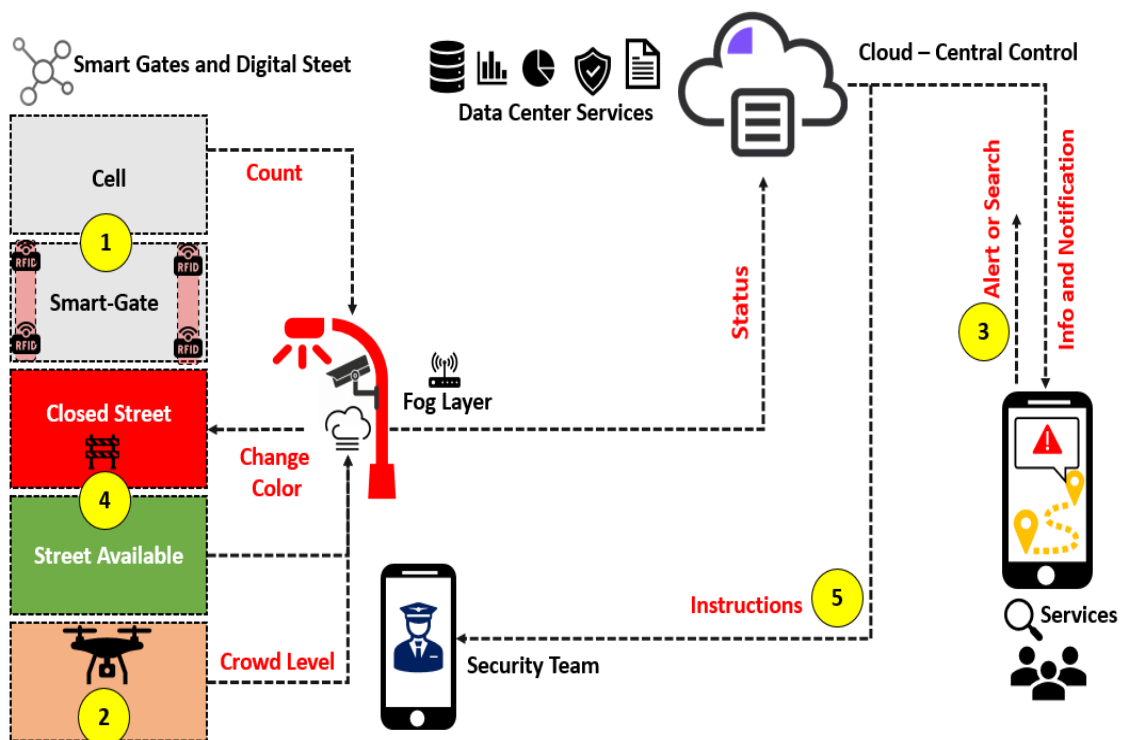 Smart Gates and Digital Steet
Data Center Services
Cloud – Central Control
Cell
Count
1
RFID
RFID
Smart-Gate
RFID
RFID
Closed Street
4
Change
Color
Street Available
Crowd Level
2
Fog Layer
Status
Alert or Search
Info and Notification
3
Instructions
5
Security Team
Services